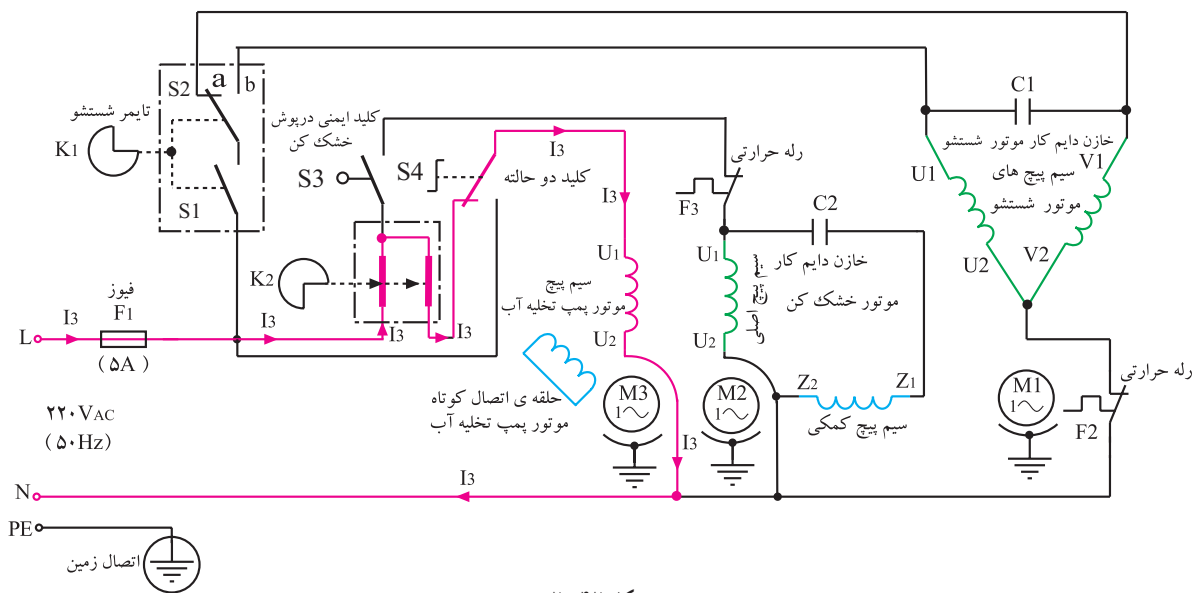 S2
a
b
S1
تایمر شستشو
K1
کلید ایمنی درپوش
خشک کن
S3
S4
کلید دو حالته
K2
I3
I3
I3
I3
I3
I3
I3
I3
فیوز
F1
(۵A)
L
۲۲۰VAC
(۵۰Hz)
N
PE
اتصال زمین
U1
سیم پیچ
موتور پمپ تخلیه آب
U2
حلقه ی اتصال کوتاه
موتور پمپ تخلیه آب
M3
1~
رله حرارتی
F3
U1
سیم پیچ اصلی
U2
C2
خازن دایم کار
موتور خشک کن
M2
1~
Z2
Z1
سیم پیچ کمکی
C1
خازن دایم کار موتور شستشو
سیم پیچ های
موتور شستشو
U1
V1
U2
V2
M1
1~
رله حرارتی
F2